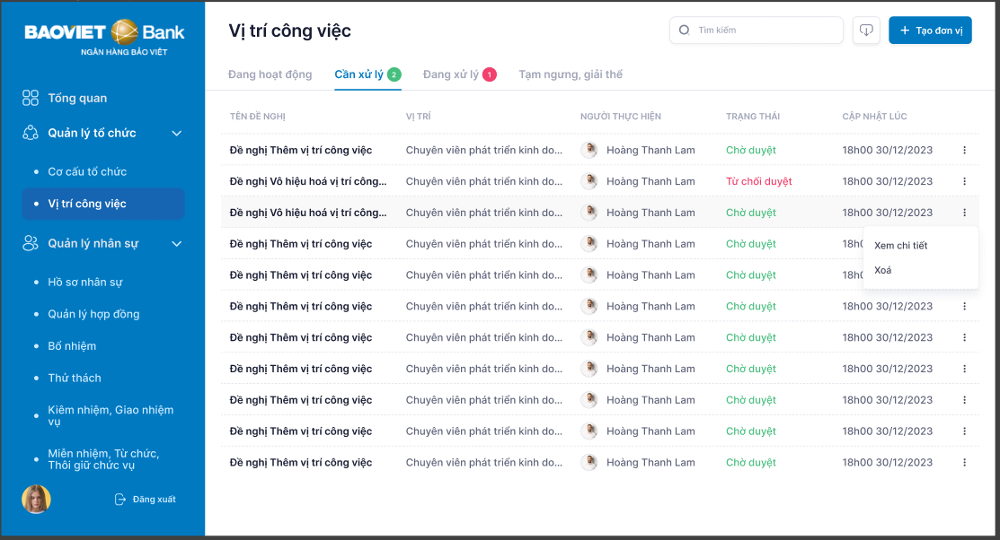 BAOVIET Bank
NGÂN HÀNG BẢO VIỆT
Tổng quan
Quản lý tổ chức
Cơ cấu tổ chức
Vị trí công việc
Quản lý nhân sự
Hồ sơ nhân sự
Quản lý hợp đồng
Bổ nhiệm
Thử thách
Kiêm nhiệm, Giao nhiệm
vụ
Miễn nhiệm, Từ chức,
Thôi giữ chức vụ
Đăng xuất
Vị trí công việc
Tìm kiếm
Tạo đơn vị
Đang hoạt động Cần xử lý 2 Đang xử lý 1 Tạm ngưng, giải thể
TÊN ĐỀ NGHỊ VỊ TRÍ NGƯỜI THỰC HIỆN TRẠNG THÁI CẬP NHẬT LÚC
Đề nghị Thêm vị trí công việc Chuyên viên phát triển kinh do... Hoàng Thanh Lam Chờ duyệt 18h00 30/12/2023
Đề nghị Vô hiệu hoá vị trí công... Chuyên viên phát triển kinh do... Hoàng Thanh Lam Từ chối duyệt 18h00 30/12/2023
Đề nghị Vô hiệu hoá vị trí công... Chuyên viên phát triển kinh do... Hoàng Thanh Lam Chờ duyệt 18h00 30/12/2023
Đề nghị Thêm vị trí công việc Chuyên viên phát triển kinh do... Hoàng Thanh Lam Chờ duyệt 18h0
Xem chi tiết
Đề nghị Thêm vị trí công việc Chuyên viên phát triển kinh do... Hoàng Thanh Lam Chờ duyệt 18h0
Xoá
Đề nghị Thêm vị trí công việc Chuyên viên phát triển kinh do... Hoàng Thanh Lam Chờ duyệt 18h00 30/12/2023
Đề nghị Thêm vị trí công việc Chuyên viên phát triển kinh do... Hoàng Thanh Lam Chờ duyệt 18h00 30/12/2023
Đề nghị Thêm vị trí công việc Chuyên viên phát triển kinh do... Hoàng Thanh Lam Chờ duyệt 18h00 30/12/2023
Đề nghị Thêm vị trí công việc Chuyên viên phát triển kinh do... Hoàng Thanh Lam Chờ duyệt 18h00 30/12/2023
Đề nghị Thêm vị trí công việc Chuyên viên phát triển kinh do... Hoàng Thanh Lam Chờ duyệt 18h00 30/12/2023
Đề nghị Thêm vị trí công việc Chuyên viên phát triển kinh do... Hoàng Thanh Lam Chờ duyệt 18h00 30/12/2023